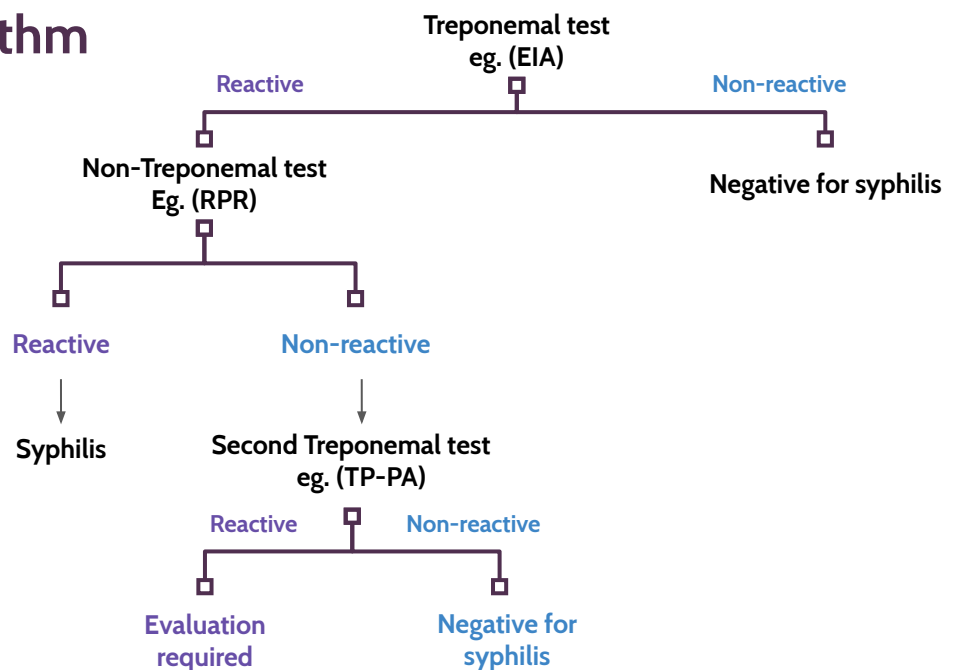 thm
Treponemal test
eg. (EIA)
Reactive
Non-reactive
Non-Treponemal test
Eg. (RPR)
Negative for syphilis
Reactive
Non-reactive
Syphilis
Second Treponemal test
eg. (TP-PA)
Reactive
Non-reactive
Evaluation
required
Negative for
syphilis